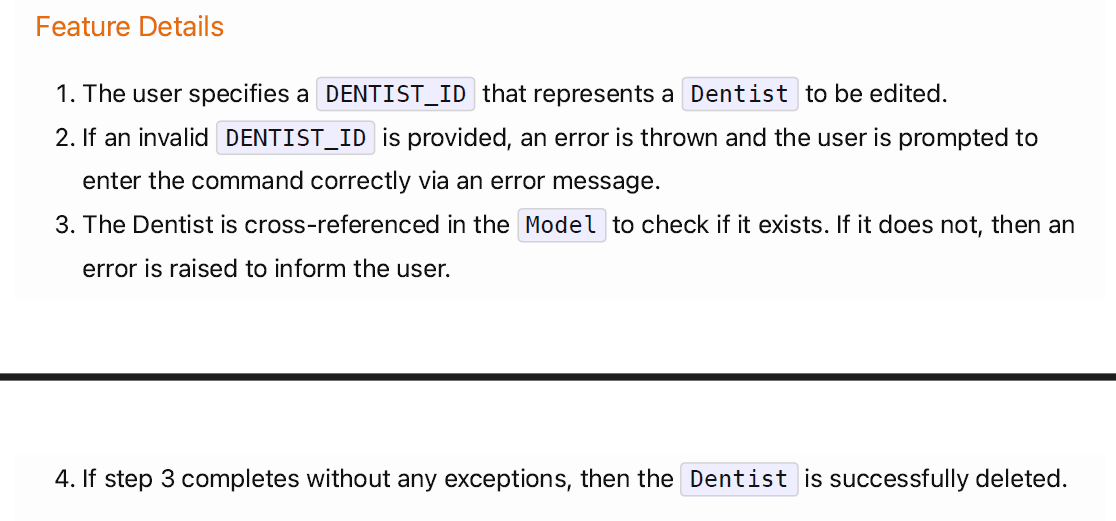 Feature Details
1. The user specifies a DENTIST_ID that represents a Dentist to be edited.
2. If an invalid DENTIST_ID is provided, an error is thrown and the user is prompted to
enter the command correctly via an error message.
3. The Dentist is cross-referenced in the Model to check if it exists. If it does not, then an
error is raised to inform the user.
4. If step 3 completes without any exceptions, then the Dentist is successfully deleted.